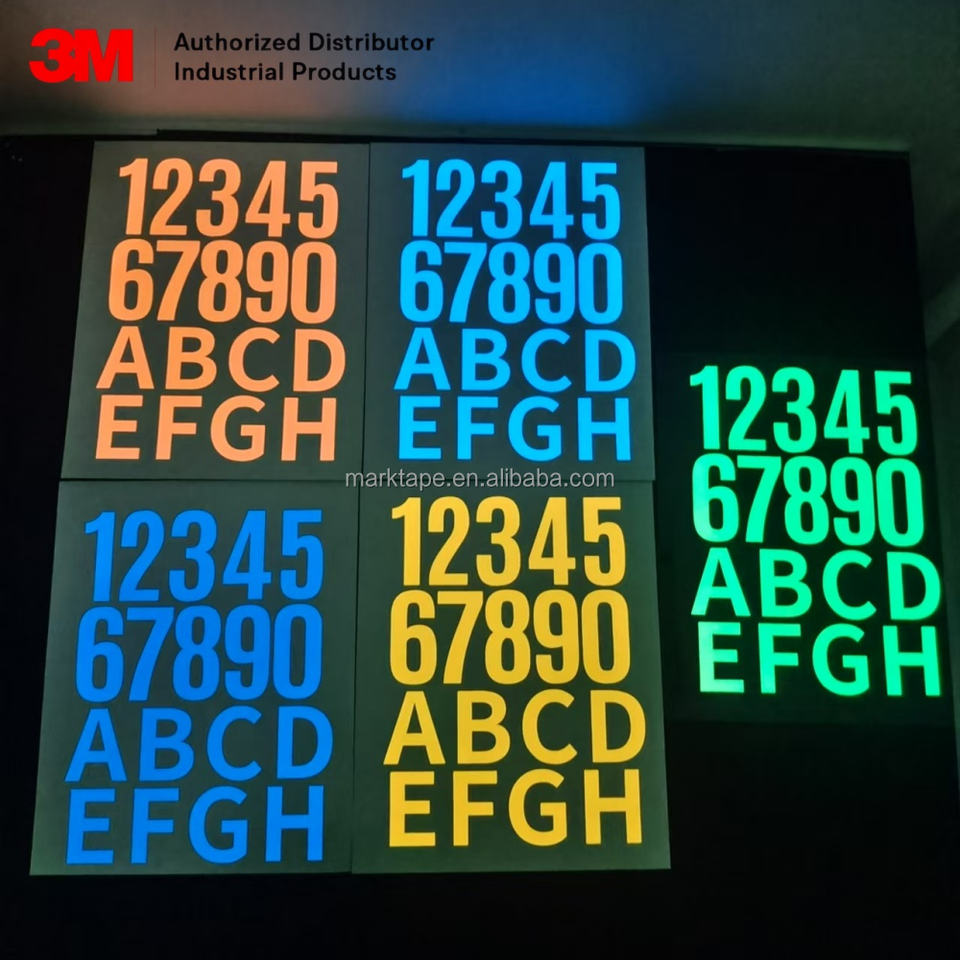 3M
Authorized Distributor
Industrial Products
12345
67890
ABCD
EFGH
12345
67890
ABCD
EFGH
marktape.en.alibaba.com
12345
67890
ABCD
EFGH
12345
67890
ABCD
EFGH
12345
67890
ABCD
EFGH